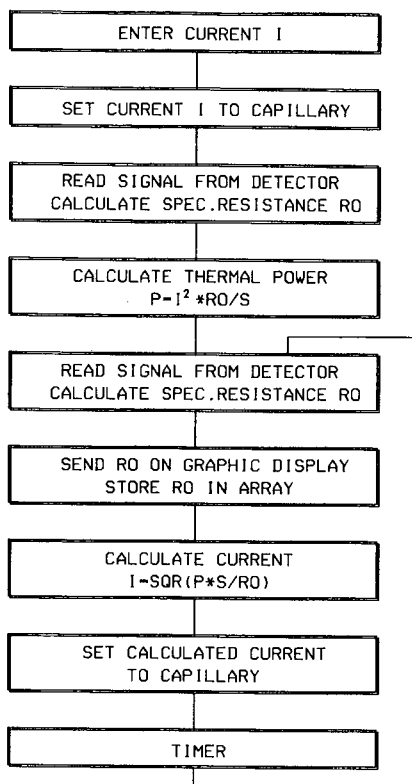 ENTER CURRENT I
SET CURRENT I TO CAPILLARY
READ SIGNAL FROM DETECTOR
CALCULATE SPEC.RESISTANCE RO
CALCULATE THERMAL POWER
P=I² *RO/S
READ SIGNAL FROM DETECTOR
CALCULATE SPEC.RESISTANCE RO
SEND RO ON GRAPHIC DISPLAY
STORE RO IN ARRAY
CALCULATE CURRENT
I=SQR(P*S/RO)
SET CALCULATED CURRENT
TO CAPILLARY
TIMER